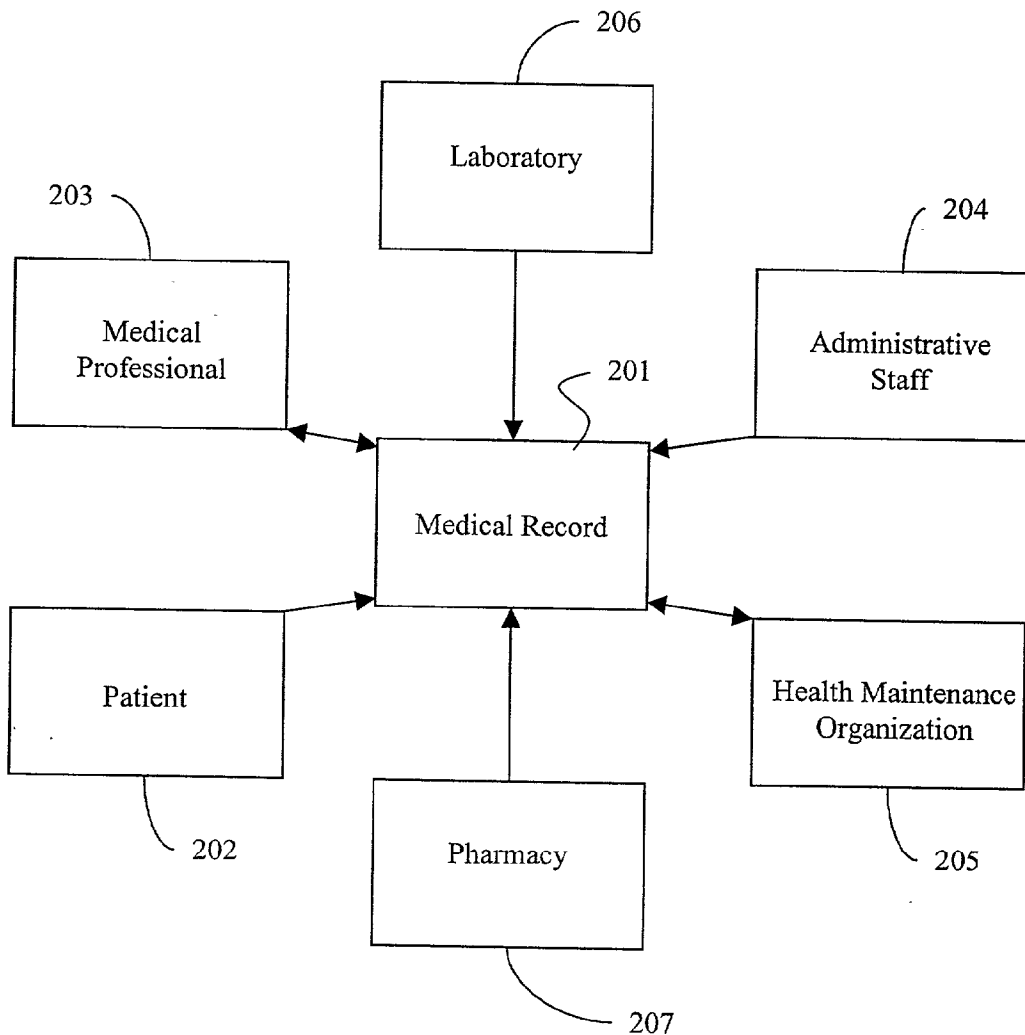 206
Laboratory
203
204
Medical
Professional
Administrative
Staff
201
Medical Record
Patient
Health Maintenance
Organization
202
Pharmacy
205
207